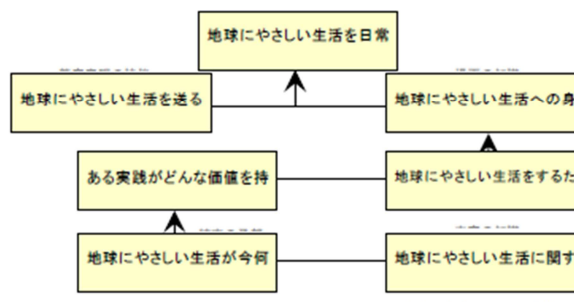 地球にやさしい生活を日常
地球にやさしい生活を送る
地球にやさしい生活への身
ある実践がどんな価値を持
地球にやさしい生活をするた
地球にやさしい生活が今何
地球にやさしい生活に関す